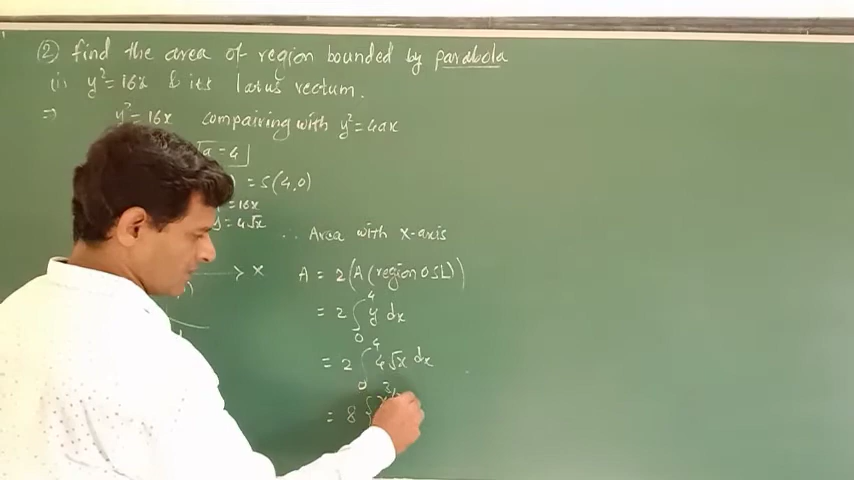 ② find the area of region bounded by parabola
(i) y² = 16x & its latus rectum.
⇒ y² = 16x compairing with y² = 4ax
a = 4
= S(4,0)
= 16x
y = 4√x
∴ Area with x-axis
X
A = 2(A(region OSL))
= 2 ∫₀⁴ y dx
= 2 ∫₀⁴ 4√x dx
= 8